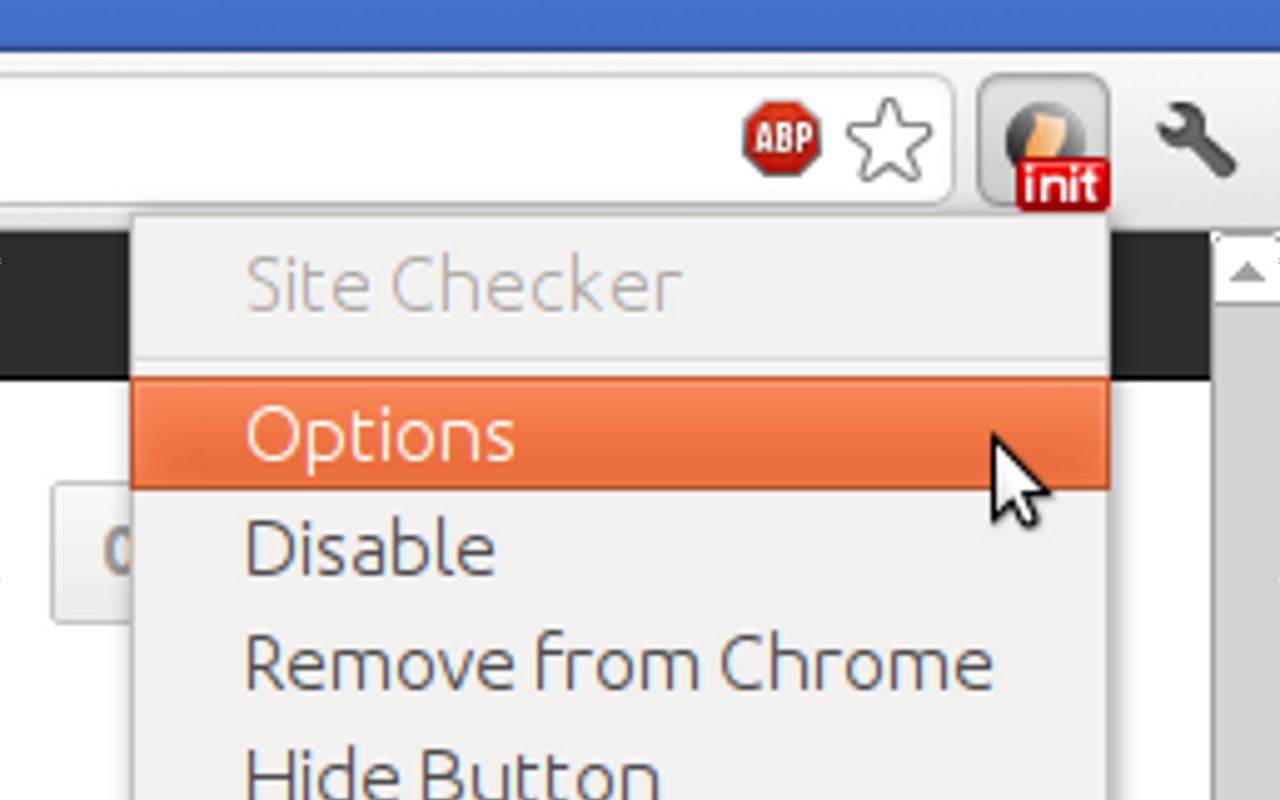 ABP
init
Site Checker
Options
Disable
Remove from Chrome
Hide Button